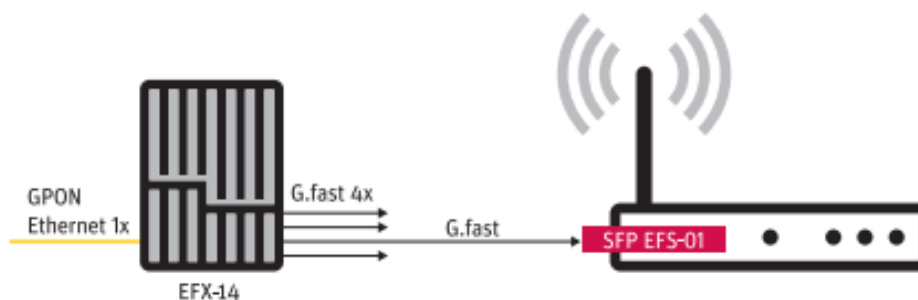 GPON
Ethernet 1x
G.fast 4x
G.fast
SFP EFS-01
EFX-14